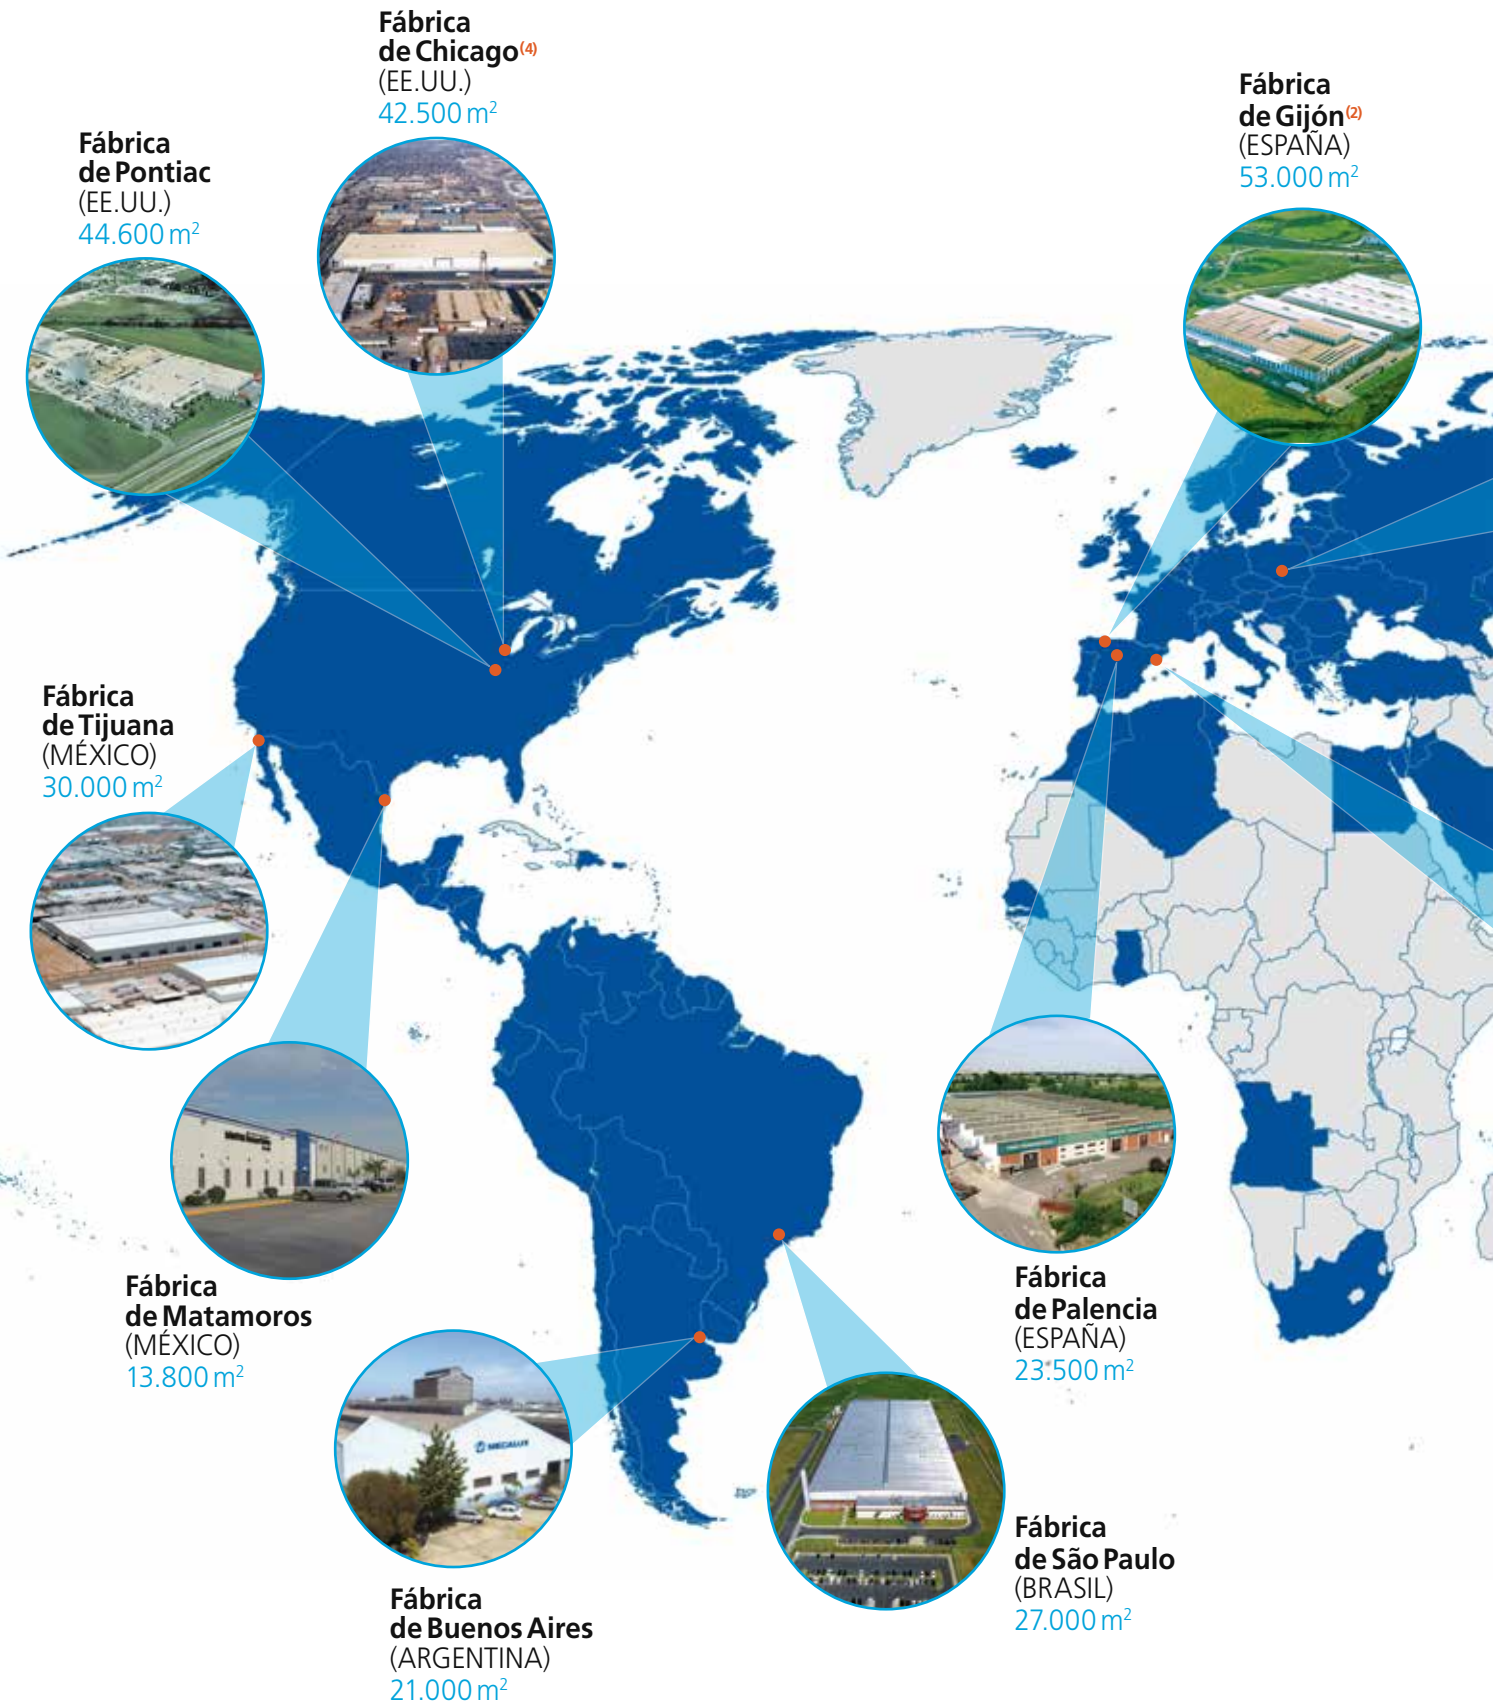 Fábrica
de Chicago(4)
(EE.UU.)
42.500 m²
Fábrica
de Gijón(2)
(ESPAÑA)
53.000 m²
Fábrica
de Pontiac
(EE.UU.)
44.600 m²
Fábrica
de Tijuana
(MÉXICO)
30.000 m²
Fábrica
de Matamoros
(MÉXICO)
13.800 m²
Fábrica
de Palencia
(ESPAÑA)
23.500 m²
MECALUX
Fábrica
de São Paulo
(BRASIL)
27.000 m²
Fábrica
de Buenos Aires
(ARGENTINA)
21.000 m²